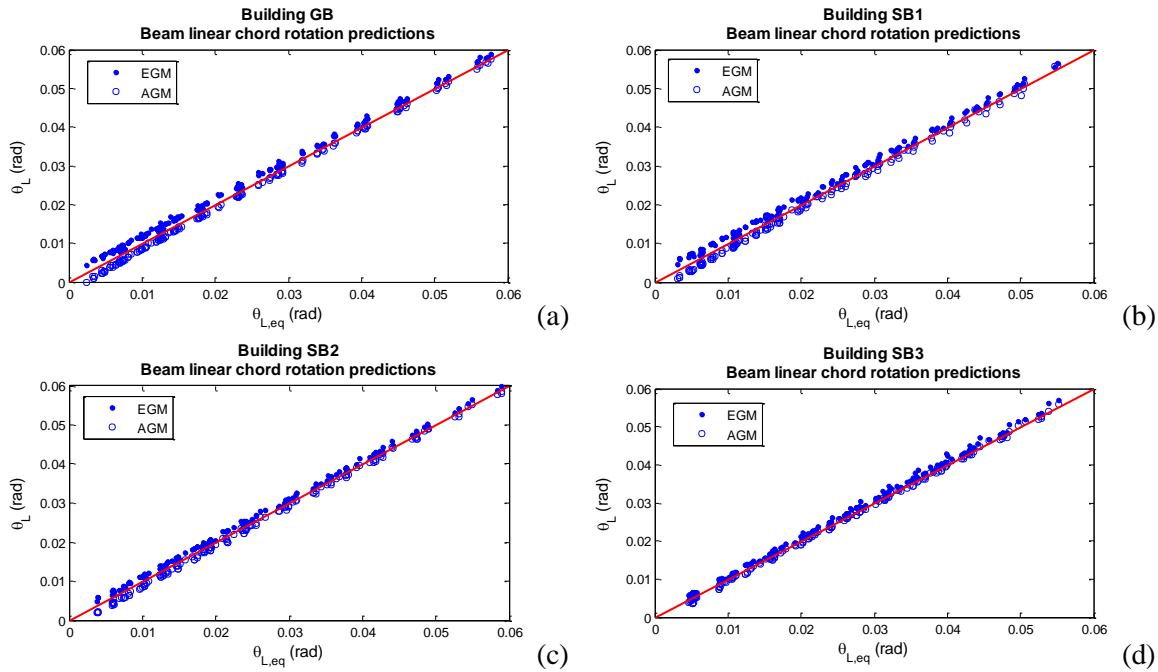 Building GB
Beam linear chord rotation predictions
0.06
0.05
0.04
0.03
0.02
0.01
0
θL (rad)
EGM
AGM
0 0.01 0.02 0.03 0.04 0.05 0.06
θL,eq (rad)
(a)
Building SB1
Beam linear chord rotation predictions
0.06
0.05
0.04
0.03
0.02
0.01
0
θL (rad)
EGM
AGM
0 0.01 0.02 0.03 0.04 0.05 0.06
θL,eq (rad)
(b)
Building SB2
Beam linear chord rotation predictions
0.06
0.05
0.04
0.03
0.02
0.01
0
θL (rad)
EGM
AGM
0 0.01 0.02 0.03 0.04 0.05 0.06
θL,eq (rad)
(c)
Building SB3
Beam linear chord rotation predictions
0.06
0.05
0.04
0.03
0.02
0.01
0
θL (rad)
EGM
AGM
0 0.01 0.02 0.03 0.04 0.05 0.06
θL,eq (rad)
(d)